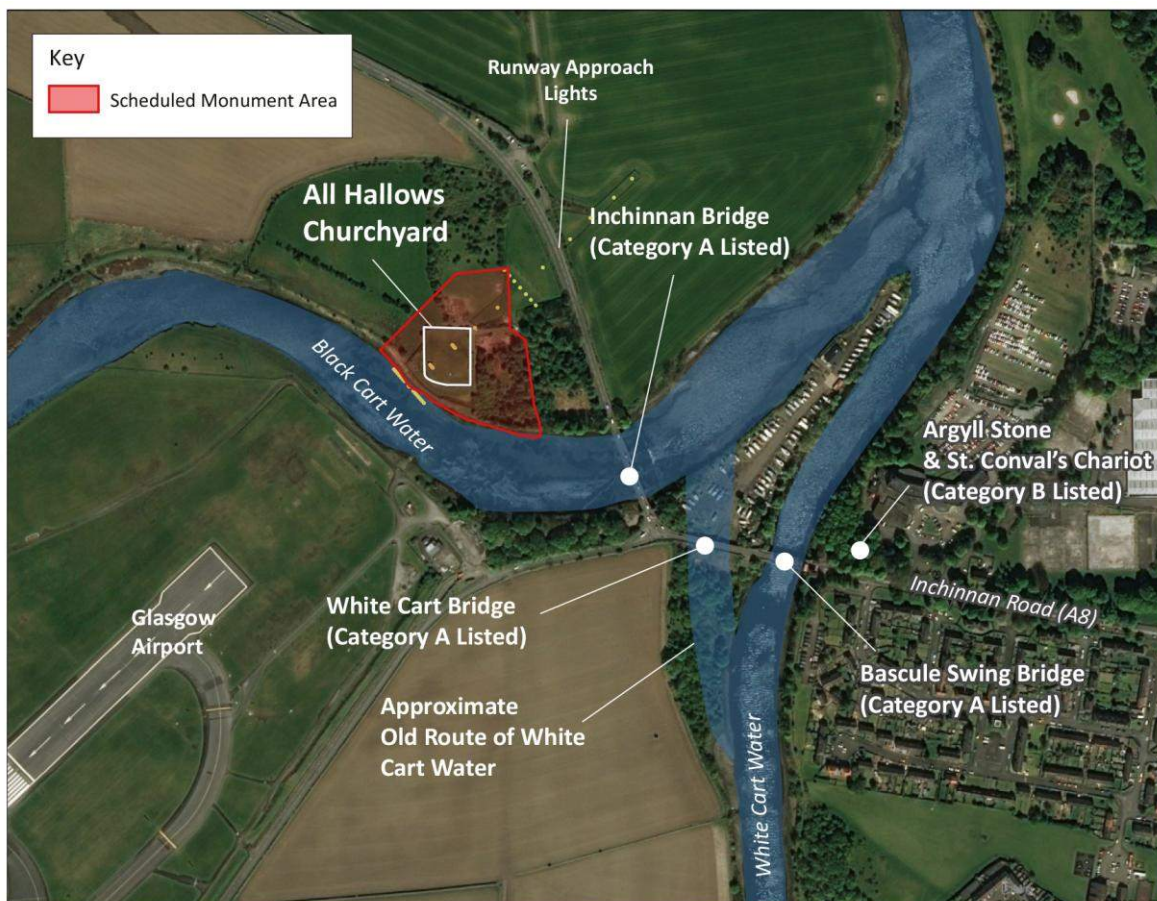 Key
Scheduled Monument Area
Runway Approach
Lights
All Hallows
Churchyard
Inchinnan Bridge
(Category A Listed)
Black Cart Water
Argyll Stone
& St. Conval's Chariot
(Category B Listed)
White Cart Bridge
(Category A Listed)
Inchinnan Road (A8)
Glasgow
Airport
Bascule Swing Bridge
(Category A Listed)
Approximate
Old Route of White
Cart Water
White Cart Water